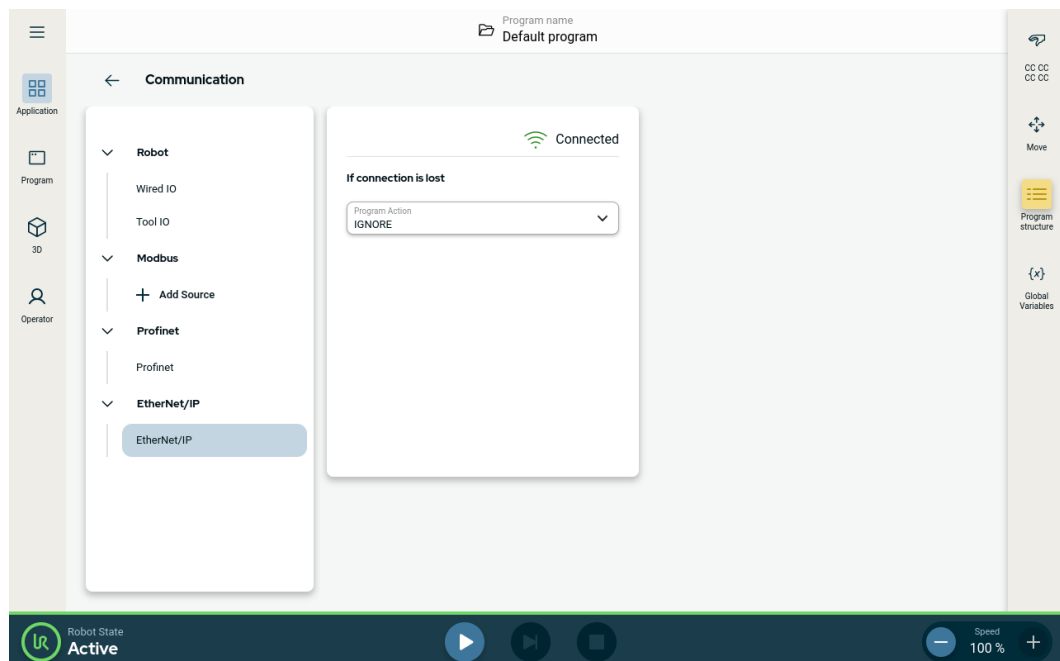 Program name
Default program
Application
Program
3D
Operator
Communication
Robot
Wired IO
Tool IO
Modbus
Add Source
Profinet
Profinet
EtherNet/IP
EtherNet/IP
Connected
If connection is lost
Program Action
IGNORE
CC CC
CC CC
Move
Program
structure
{x}
Global
Variables
UR
Robot State
Active
Speed
100 %